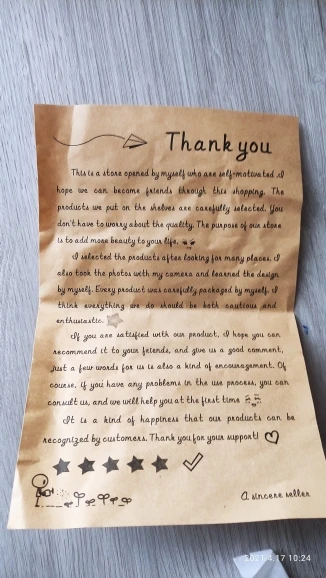 Thank you
This is a store opened by myself who are self-motivated .I
hope we can become friends through this shopping. The
products we put on the shelves are carefully selected. You
don't have to worry about the quality. The purpose of our store
is to add more beauty to your life.
I selected the products after looking for many places. I
also took the photos with my camera and learned the design
by myself. Every product was carefully packaged by myself. I
think everything we do should be both cautious and
enthusiastic.
If you are satisfied with our product, I hope you can
recommend it to your friends, and give us a good comment,
Just a few words for us is also a kind of encouragement. Of
course, if you have any problems in the use process, you can
consult us, and we will help you at the first time
It is a kind of happiness that our products can be
recognized by customers. Thank you for your support!
A sincere seller
2021.4.17 10:24